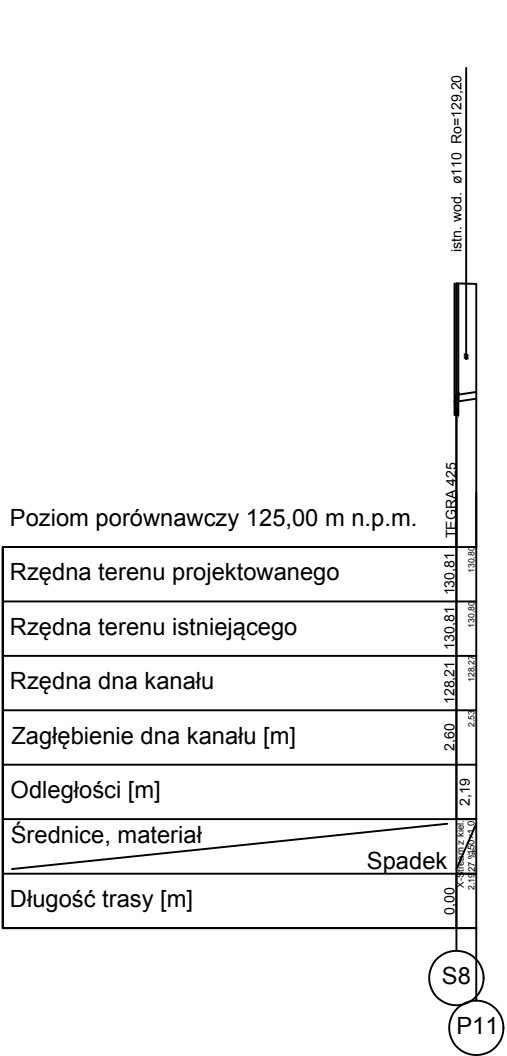 istn. wod. ø110 Ro=129,20
TEGRA 425
Poziom porównawczy 125,00 m n.p.m.
Rzędna terenu projektowanego 130,81 130,80
Rzędna terenu istniejącego 130,81 130,80
Rzędna dna kanału 128,21 128,27
Zagłębienie dna kanału [m] 2,60 2,53
Odległości [m] 2,19
Średnice, materiał
Spadek
Długość trasy [m] 0,00
S8
P11